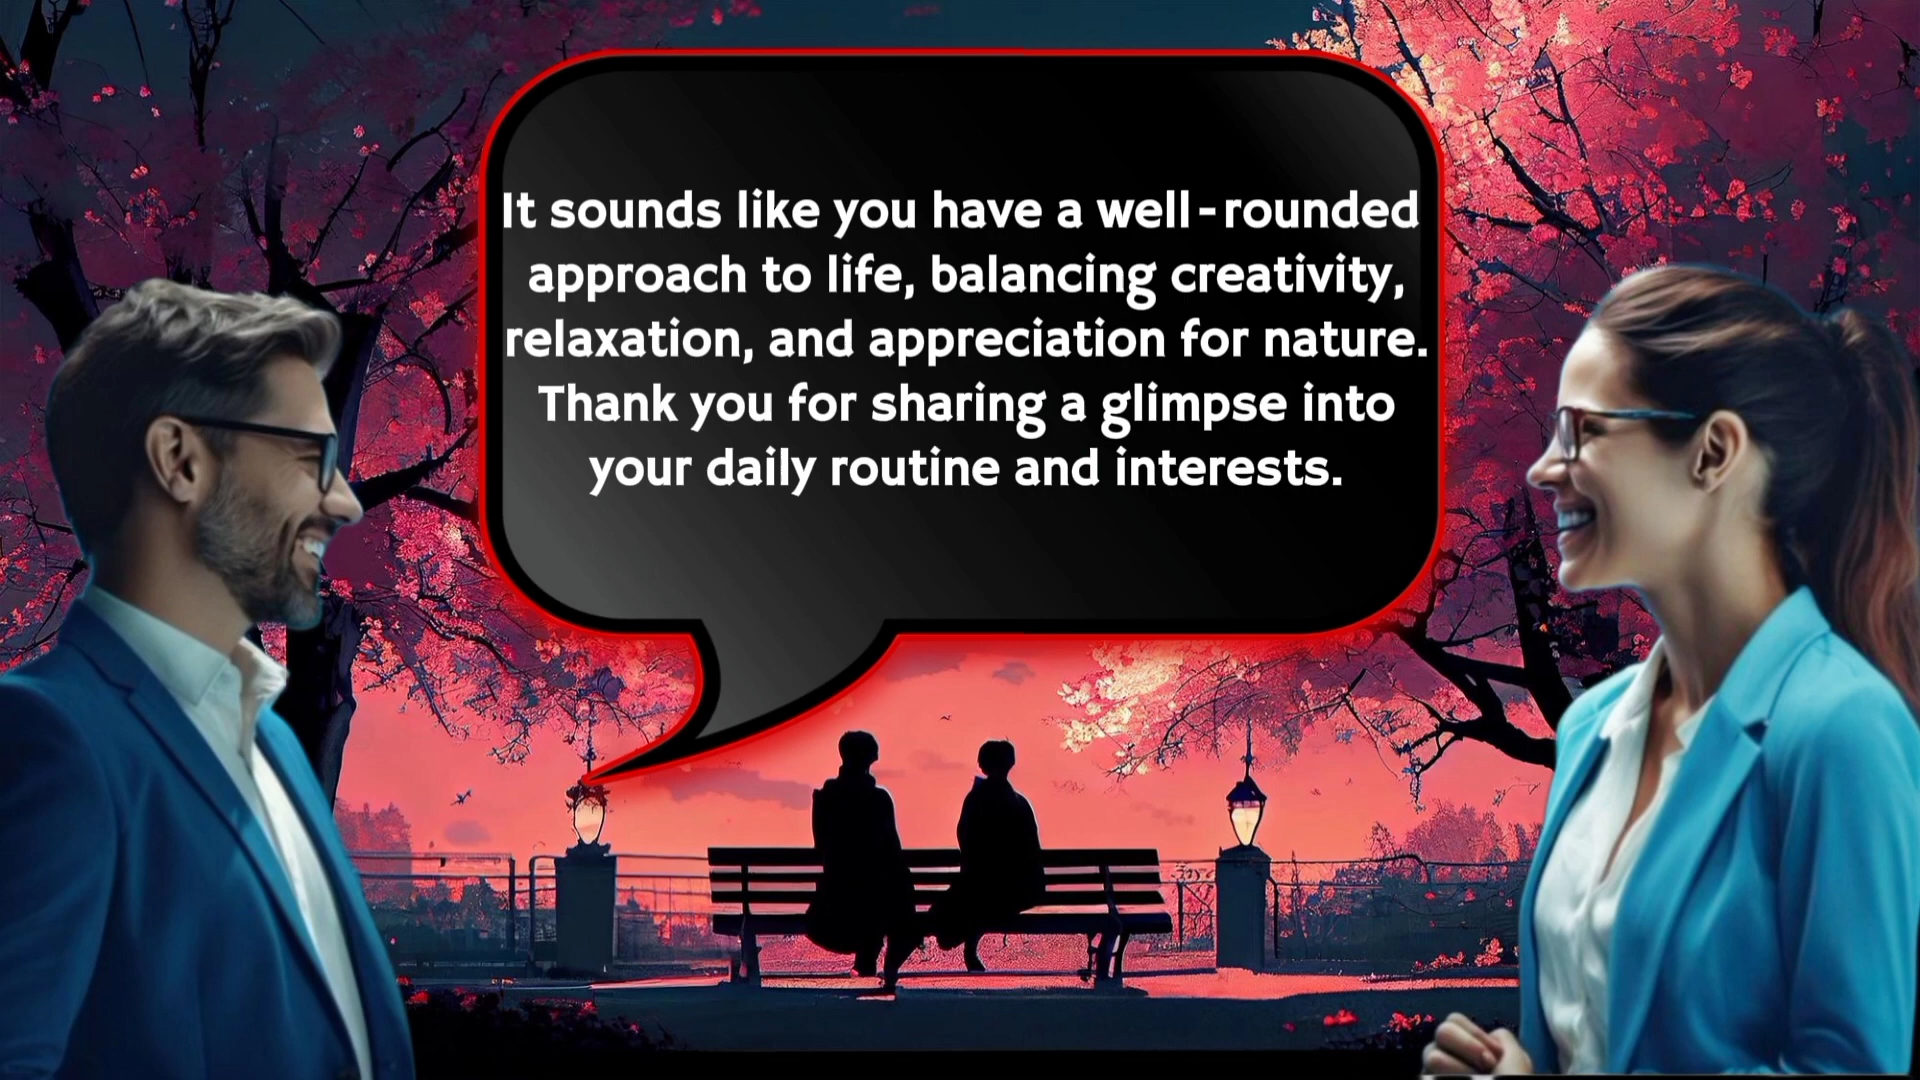 It sounds like you have a well-rounded
approach to life, balancing creativity,
relaxation, and appreciation for nature.
Thank you for sharing a glimpse into
your daily routine and interests.